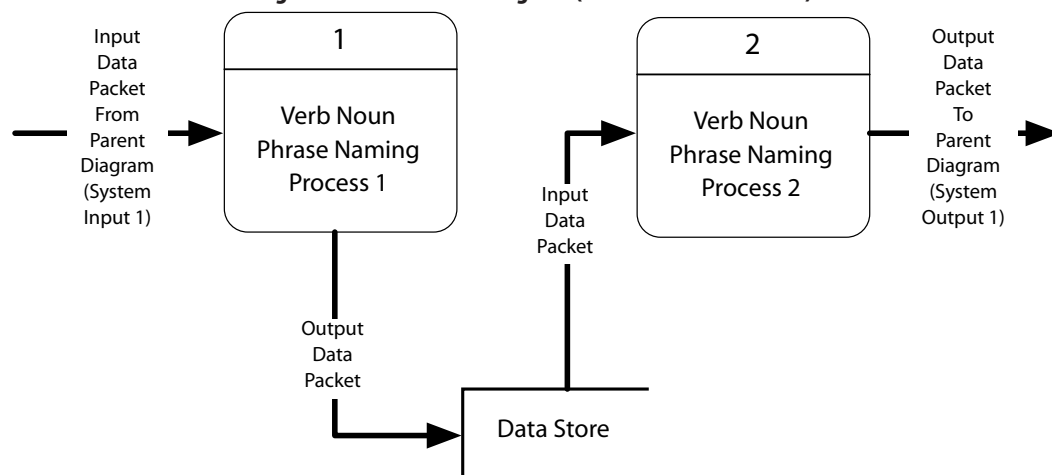 Input
Data
Packet
From
Parent
Diagram
(System
Input 1)
1
Verb Noun
Phrase Naming
Process 1
Output
Data
Packet
Data Store
Input
Data
Packet
2
Verb Noun
Phrase Naming
Process 2
Output
Data
Packet
To
Parent
Diagram
(System
Output 1)